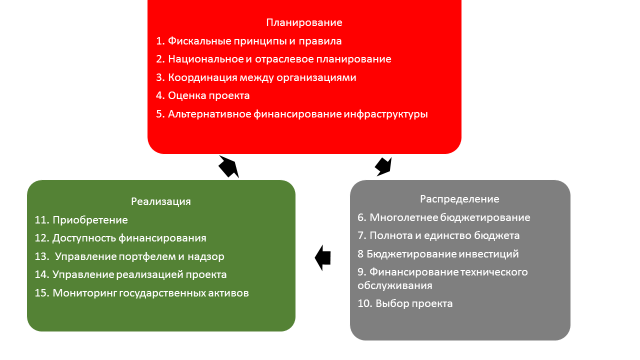 Планирование
1. Фискальные принципы и правила
2. Национальное и отраслевое планирование
3. Координация между организациями
4. Оценка проекта
5. Альтернативное финансирование инфраструктуры
Реализация
11. Приобретение
12. Доступность финансирования
13. Управление портфелем и надзор
14. Управление реализацией проекта
15. Мониторинг государственных активов
Распределение
6. Многолетнее бюджетирование
7. Полнота и единство бюджета
8 Бюджетирование инвестиций
9. Финансирование технического
обслуживания
10. Выбор проекта